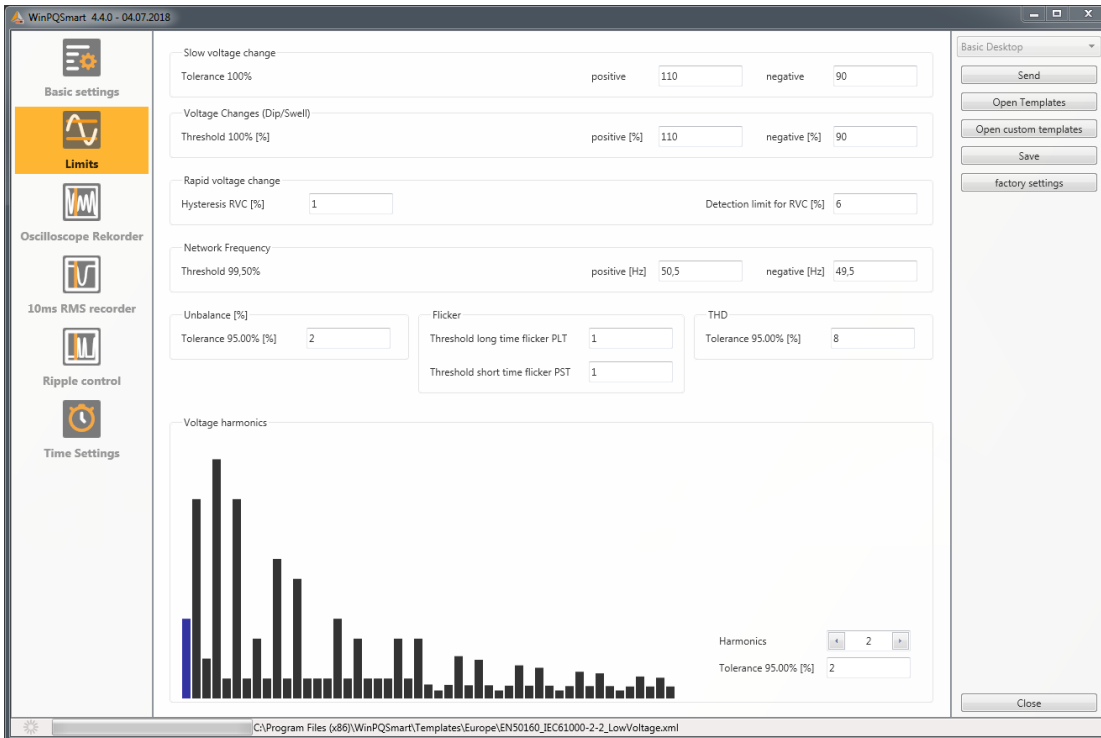 WinPQSmart 4.4.0 - 04.07.2018
Basic settings
Limits
Oscilloscope Rekorder
10ms RMS recorder
Ripple control
Time Settings
Slow voltage change
Tolerance 100% positive 110 negative 90
Voltage Changes (Dip/Swell)
Threshold 100% [%] positive [%] 110 negative [%] 90
Rapid voltage change
Hysteresis RVC [%] 1 Detection limit for RVC [%] 6
Network Frequency
Threshold 99,50% positive [Hz] 50,5 negative [Hz] 49,5
Unbalance [%]
Tolerance 95.00% [%] 2
Flicker
Threshold long time flicker PLT 1
Threshold short time flicker PST 1
THD
Tolerance 95.00% [%] 8
Voltage harmonics
Harmonics 2
Tolerance 95.00% [%] 2
Basic Desktop
Send
Open Templates
Open custom templates
Save
factory settings
Close
C:\Program Files (x86)\WinPQSmart\Templates\Europe\EN50160_IEC61000-2-2_LowVoltage.xml